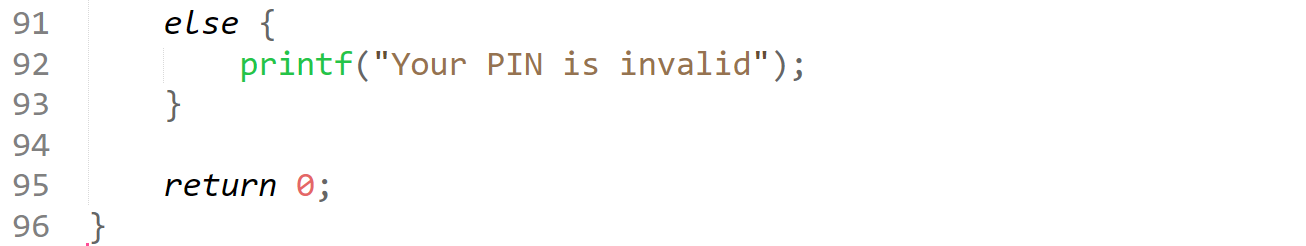 91 else {
92 printf("Your PIN is invalid");
93 }
94
95 return 0;
96 }